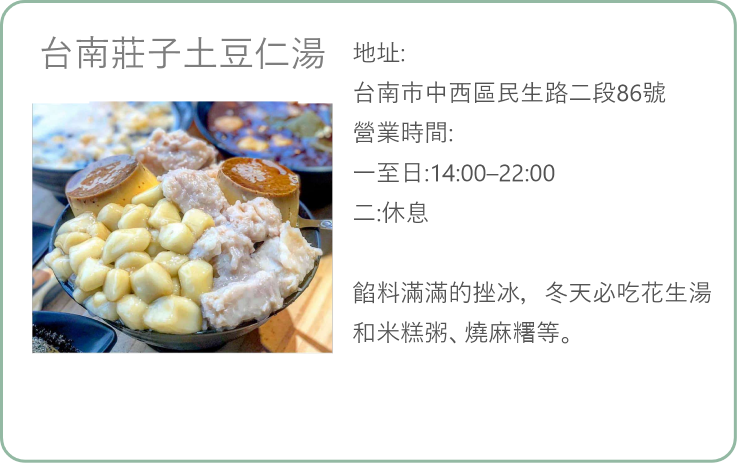 台南莊子土豆仁湯
地址:
台南市中西區民生路二段86號
營業時間:
一至日:14:00–22:00
二:休息
餡料滿滿的挫冰，冬天必吃花生湯
和米糕粥、燒麻糬等。